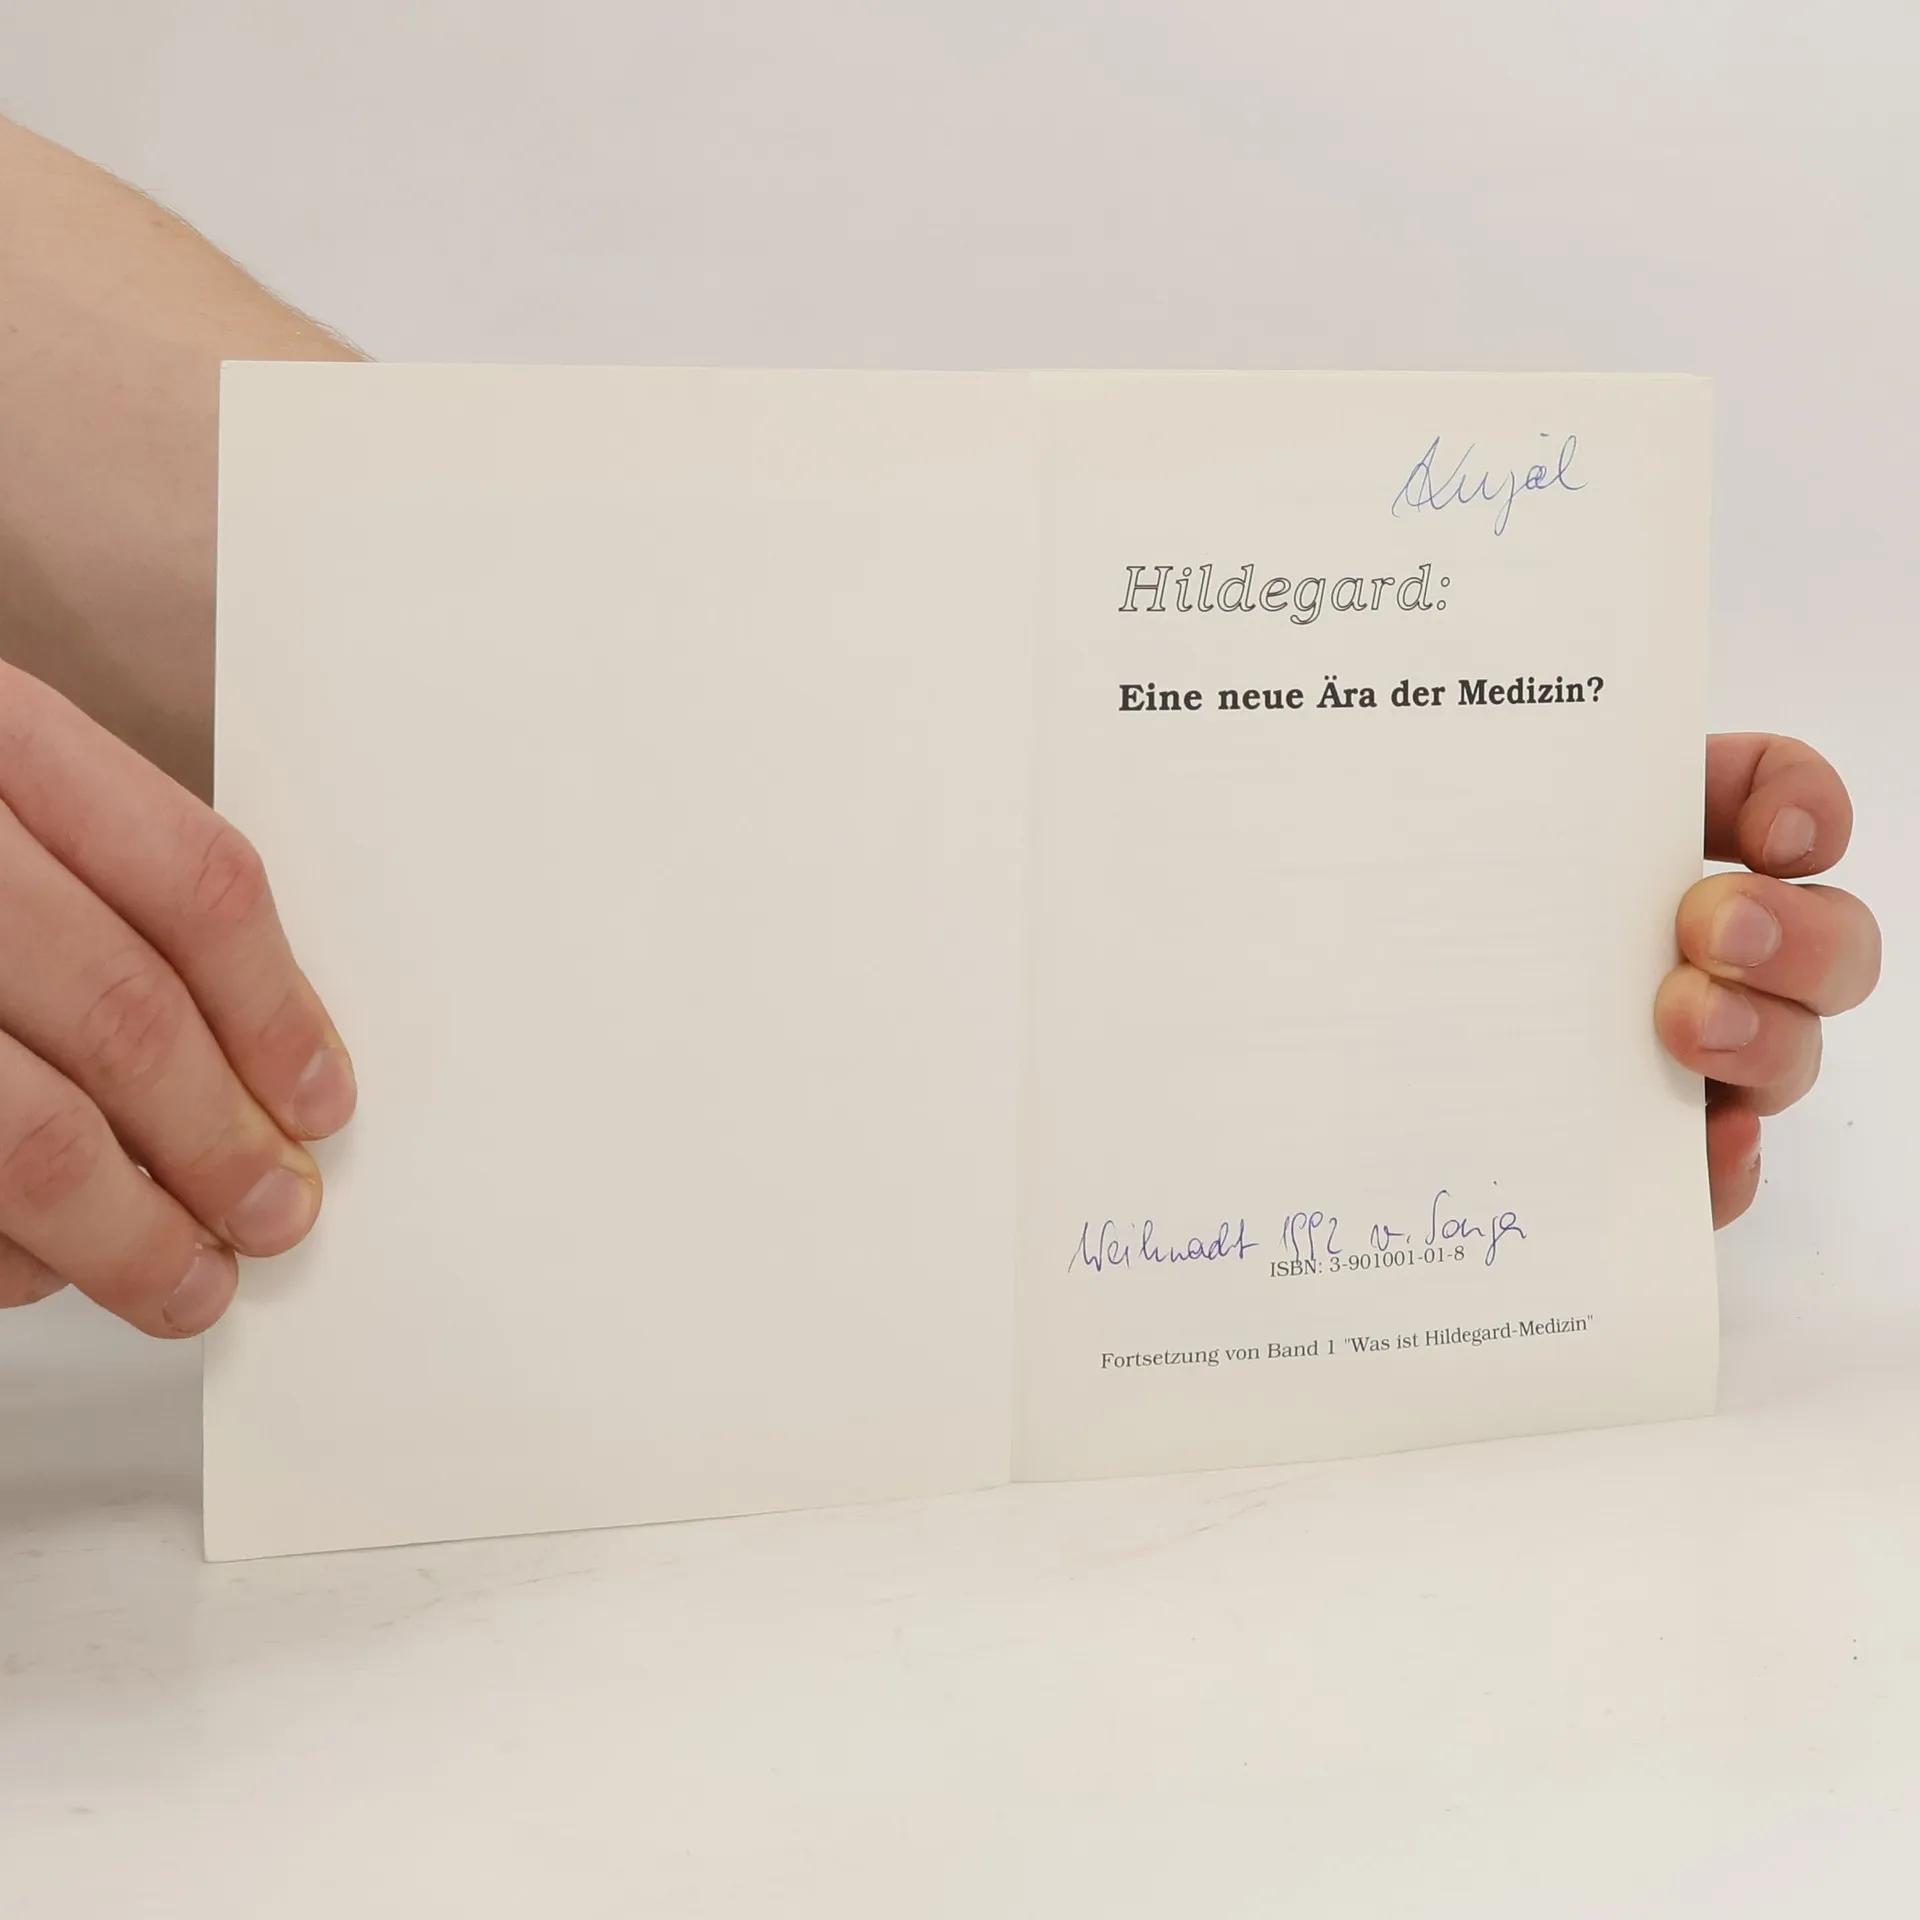 Kujal
Hildegard:
Eine neue Ära der Medizin?
Weihnacht 1992 v. Sonja
ISBN: 3-901001-01-8
Fortsetzung von Band 1 "Was ist Hildegard-Medizin"